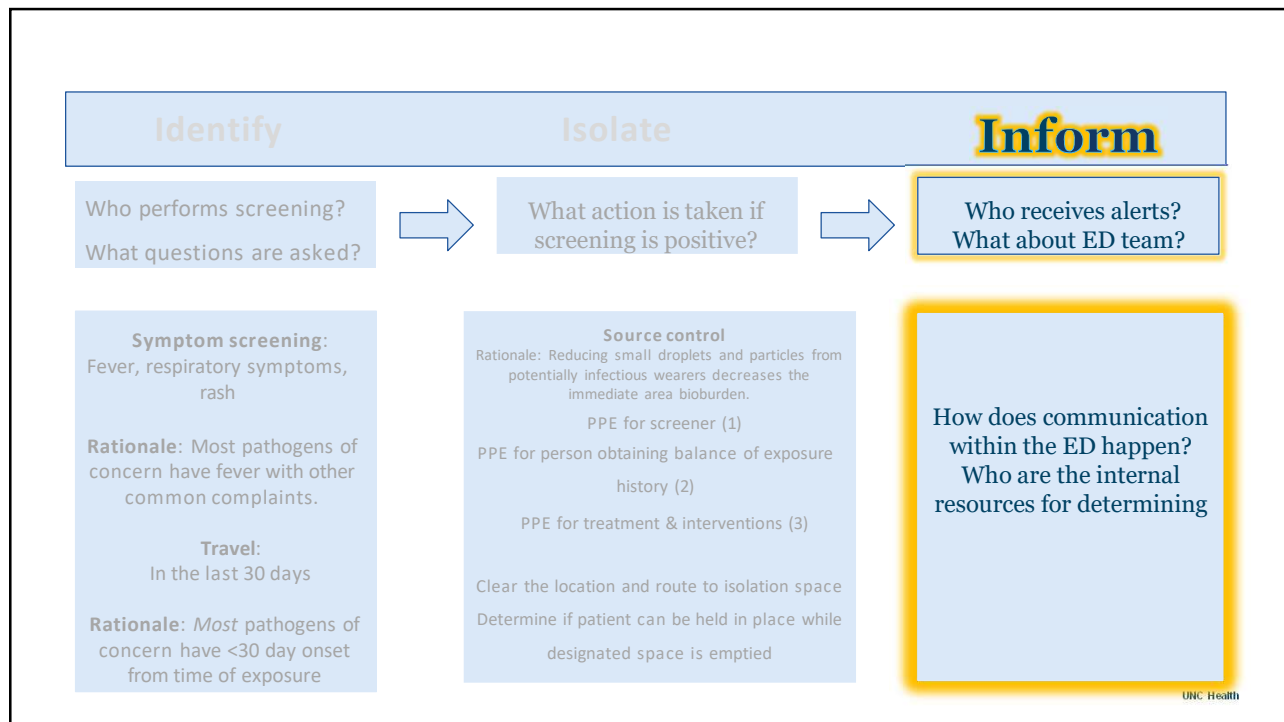 Identify
Isolate
Inform
Who performs screening?
What questions are asked?
What action is taken if
screening is positive?
Who receives alerts?
What about ED team?
Symptom screening:
Fever, respiratory symptoms,
rash
Rationale: Most pathogens of
concern have fever with other
common complaints.
Travel:
In the last 30 days
Rationale: Most pathogens of
concern have <30 day onset
from time of exposure
Source control
Rationale: Reducing small droplets and particles from
potentially infectious wearers decreases the
immediate area bioburden.
PPE for screener (1)
PPE for person obtaining balance of exposure
history (2)
PPE for treatment & interventions (3)
Clear the location and route to isolation space
Determine if patient can be held in place while
designated space is emptied
How does communication
within the ED happen?
Who are the internal
resources for determining
UNC Health